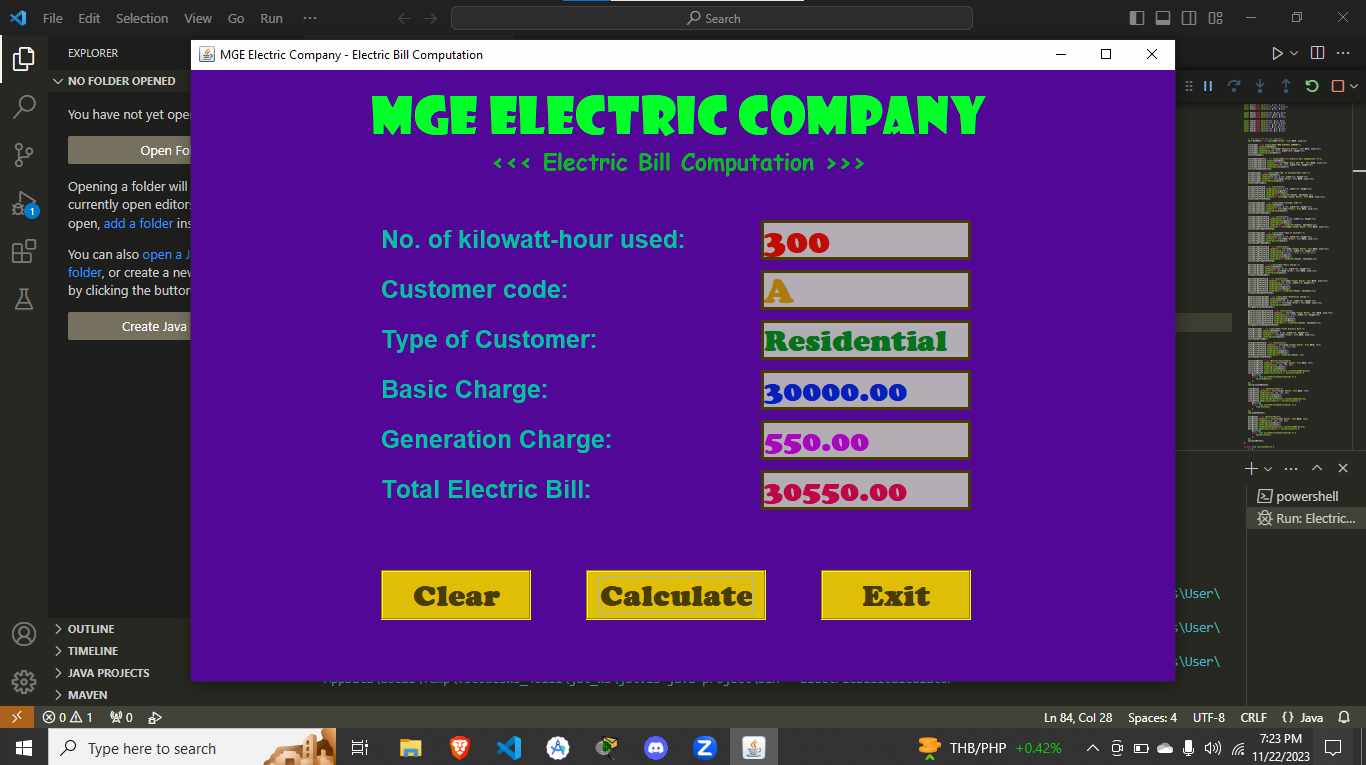 File Edit Selection View Go Run ··· Search
EXPLORER
NO FOLDER OPENED
You have not yet ope
Open Fo
Opening a folder will
currently open editor
open, add a folder ins
You can also open a J
folder, or create a nev
by clicking the button
Create Java
MGE Electric Company - Electric Bill Computation
MGE ELECTRIC COMPANY
<<< Electric Bill Computation >>>
No. of kilowatt-hour used: 300
Customer code: A
Type of Customer: Residential
Basic Charge: 30000.00
Generation Charge: 550.00
Total Electric Bill: 30550.00
Clear Calculate Exit
powershell
Run: Electric...
s\User\
s\User\
s\User\
OUTLINE
TIMELINE
JAVA PROJECTS
MAVEN
0 1 0 Ln 84, Col 28 Spaces: 4 UTF-8 CRLF {} Java
Type here to search THB/PHP +0.42% 7:23 PM
11/22/2023